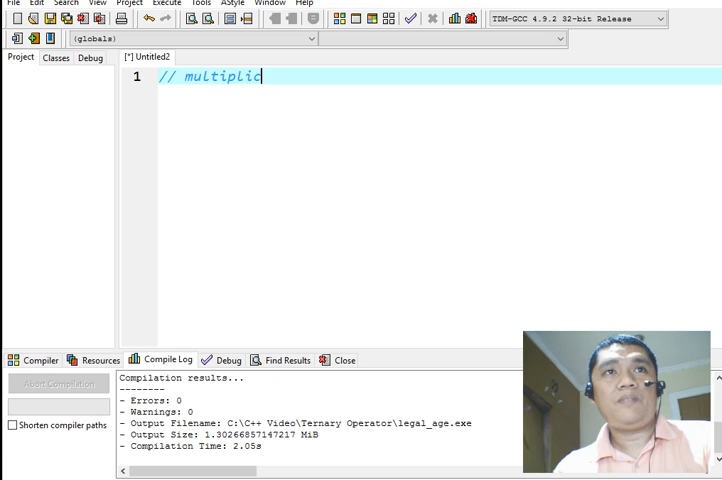 File Edit Search View Project Execute Tools AStyle Window Help
TDM-GCC 4.9.2 32-bit Release
(globals)
Project Classes Debug [*] Untitled2
1 // multiplic
Compiler Resources Compile Log Debug Find Results Close
Abort Compilation
Shorten compiler paths
Compilation results...
--------
- Errors: 0
- Warnings: 0
- Output Filename: C:\C++ Video\Ternary Operator\legal_age.exe
- Output Size: 1.30266857147217 MiB
- Compilation Time: 2.05s